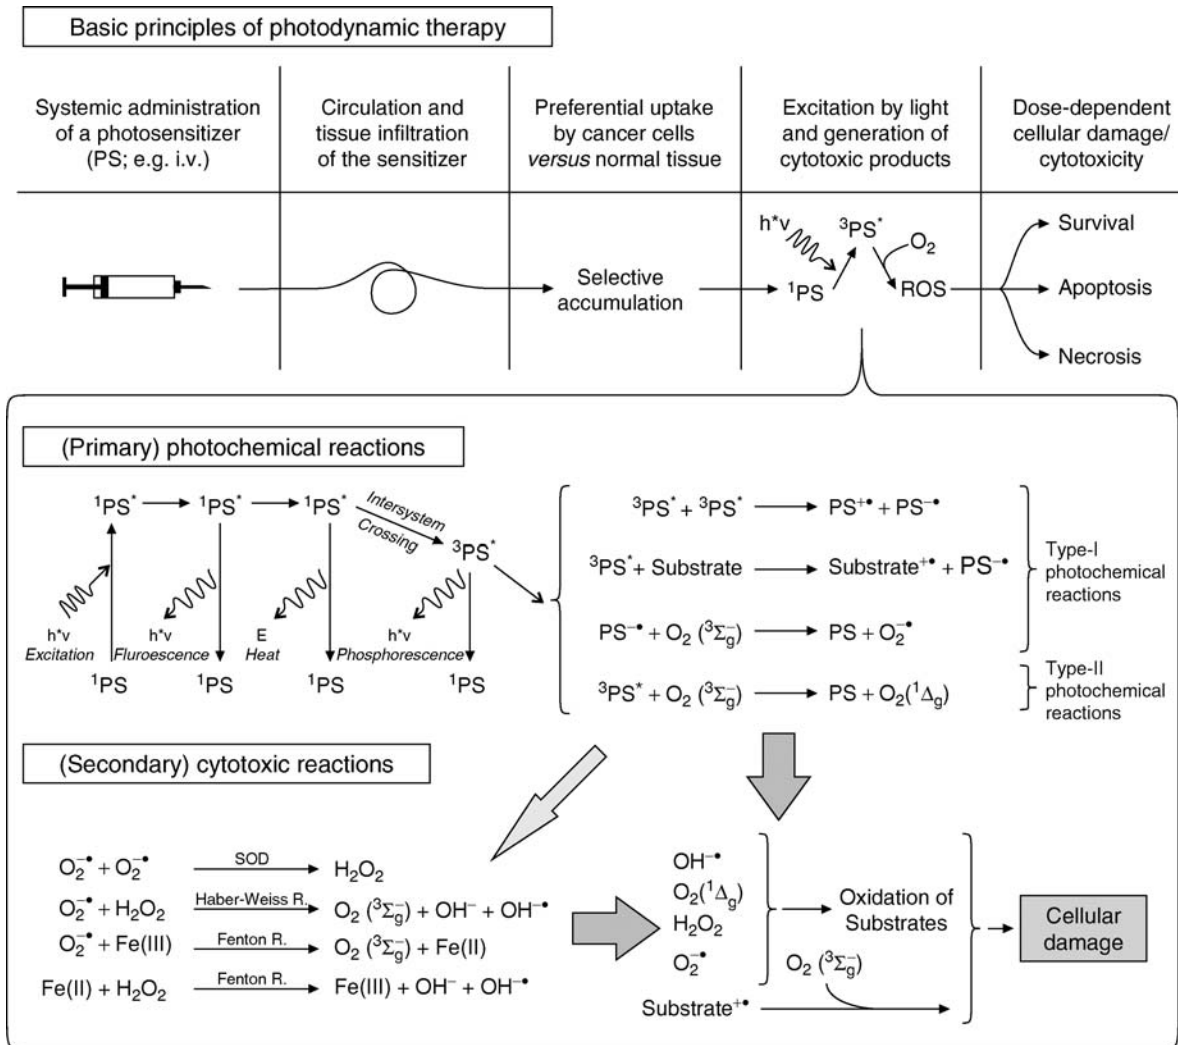 Basic principles of photodynamic therapy
Systemic administration
of a photosensitizer
(PS; e.g. i.v.)
Circulation and
tissue infiltration
of the sensitizer
Preferential uptake
by cancer cells
versus normal tissue
Excitation by light
and generation of
cytotoxic products
Dose-dependent
cellular damage/
cytotoxicity
Selective
accumulation
h*ν
³PS*
O₂
¹PS
ROS
Survival
Apoptosis
Necrosis
(Primary) photochemical reactions
¹PS* → ¹PS* → ¹PS*
Intersystem
Crossing
³PS*
h*ν
Excitation
h*ν
Fluroescence
E
Heat
h*ν
Phosphorescence
¹PS ¹PS ¹PS ¹PS
³PS* + ³PS* → PS⁺• + PS⁻•
³PS* + Substrate → Substrate⁺• + PS⁻•
PS⁻• + O₂ (³Σg⁻) → PS + O₂⁻•
Type-I
photochemical
reactions
³PS* + O₂ (³Σg⁻) → PS + O₂(¹Δg)
Type-II
photochemical
reactions
(Secondary) cytotoxic reactions
O₂⁻• + O₂⁻• SOD → H₂O₂
O₂⁻• + H₂O₂ Haber-Weiss R. → O₂ (³Σg⁻) + OH⁻ + OH⁻•
O₂⁻• + Fe(III) Fenton R. → O₂ (³Σg⁻) + Fe(II)
Fe(II) + H₂O₂ Fenton R. → Fe(III) + OH⁻ + OH⁻•
OH⁻•
O₂(¹Δg)
H₂O₂
O₂⁻•
Oxidation of
Substrates
O₂ (³Σg⁻)
Substrate⁺•
Cellular
damage